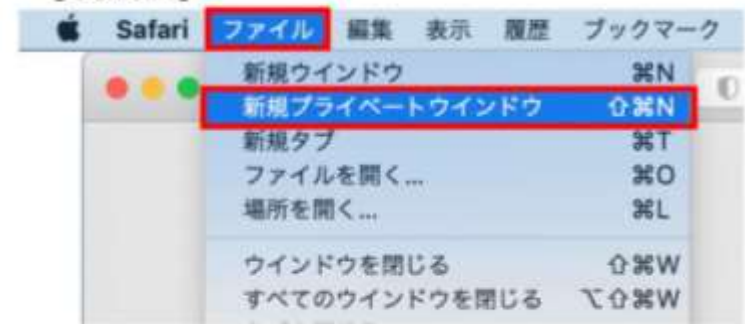 Safari ファイル 編集 表示 履歴 ブックマーク
新規ウインドウ ⌘N
新規プライベートウインドウ ⇧⌘N
新規タブ ⌘T
ファイルを開く... ⌘O
場所を開く... ⌘L
ウインドウを閉じる ⇧⌘W
すべてのウインドウを閉じる ⌥⇧⌘W